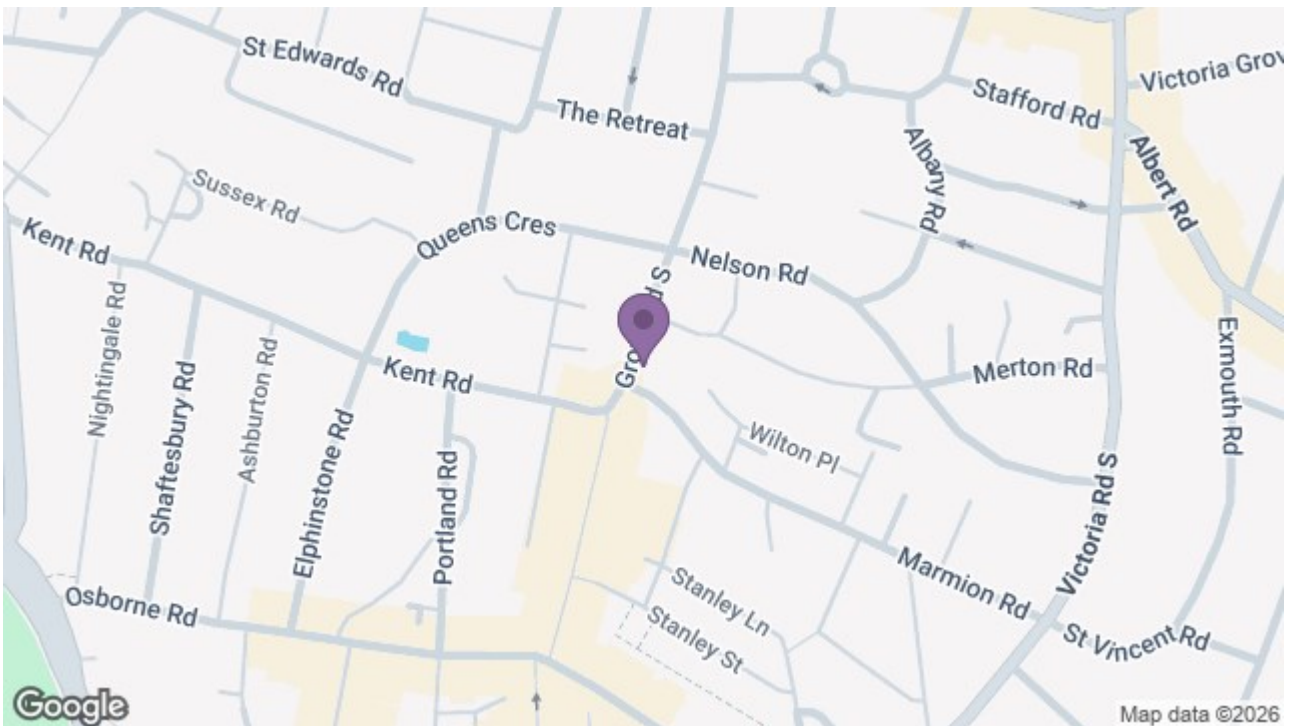 St Edwards Rd
The Retreat
Stafford Rd
Victoria Grov
Albert Rd
Albany Rd
Sussex Rd
Queens Cres
Kent Rd
Nelson Rd
Nightingale Rd
Shaftesbury Rd
Ashburton Rd
Elphinstone Rd
Kent Rd
Portland Rd
Gro
d S
Merton Rd
Exmouth Rd
Wilton Pl
Victoria Rd S
Marmion Rd
Osborne Rd
Stanley Ln
Stanley St
St Vincent Rd
Google
Map data ©2026